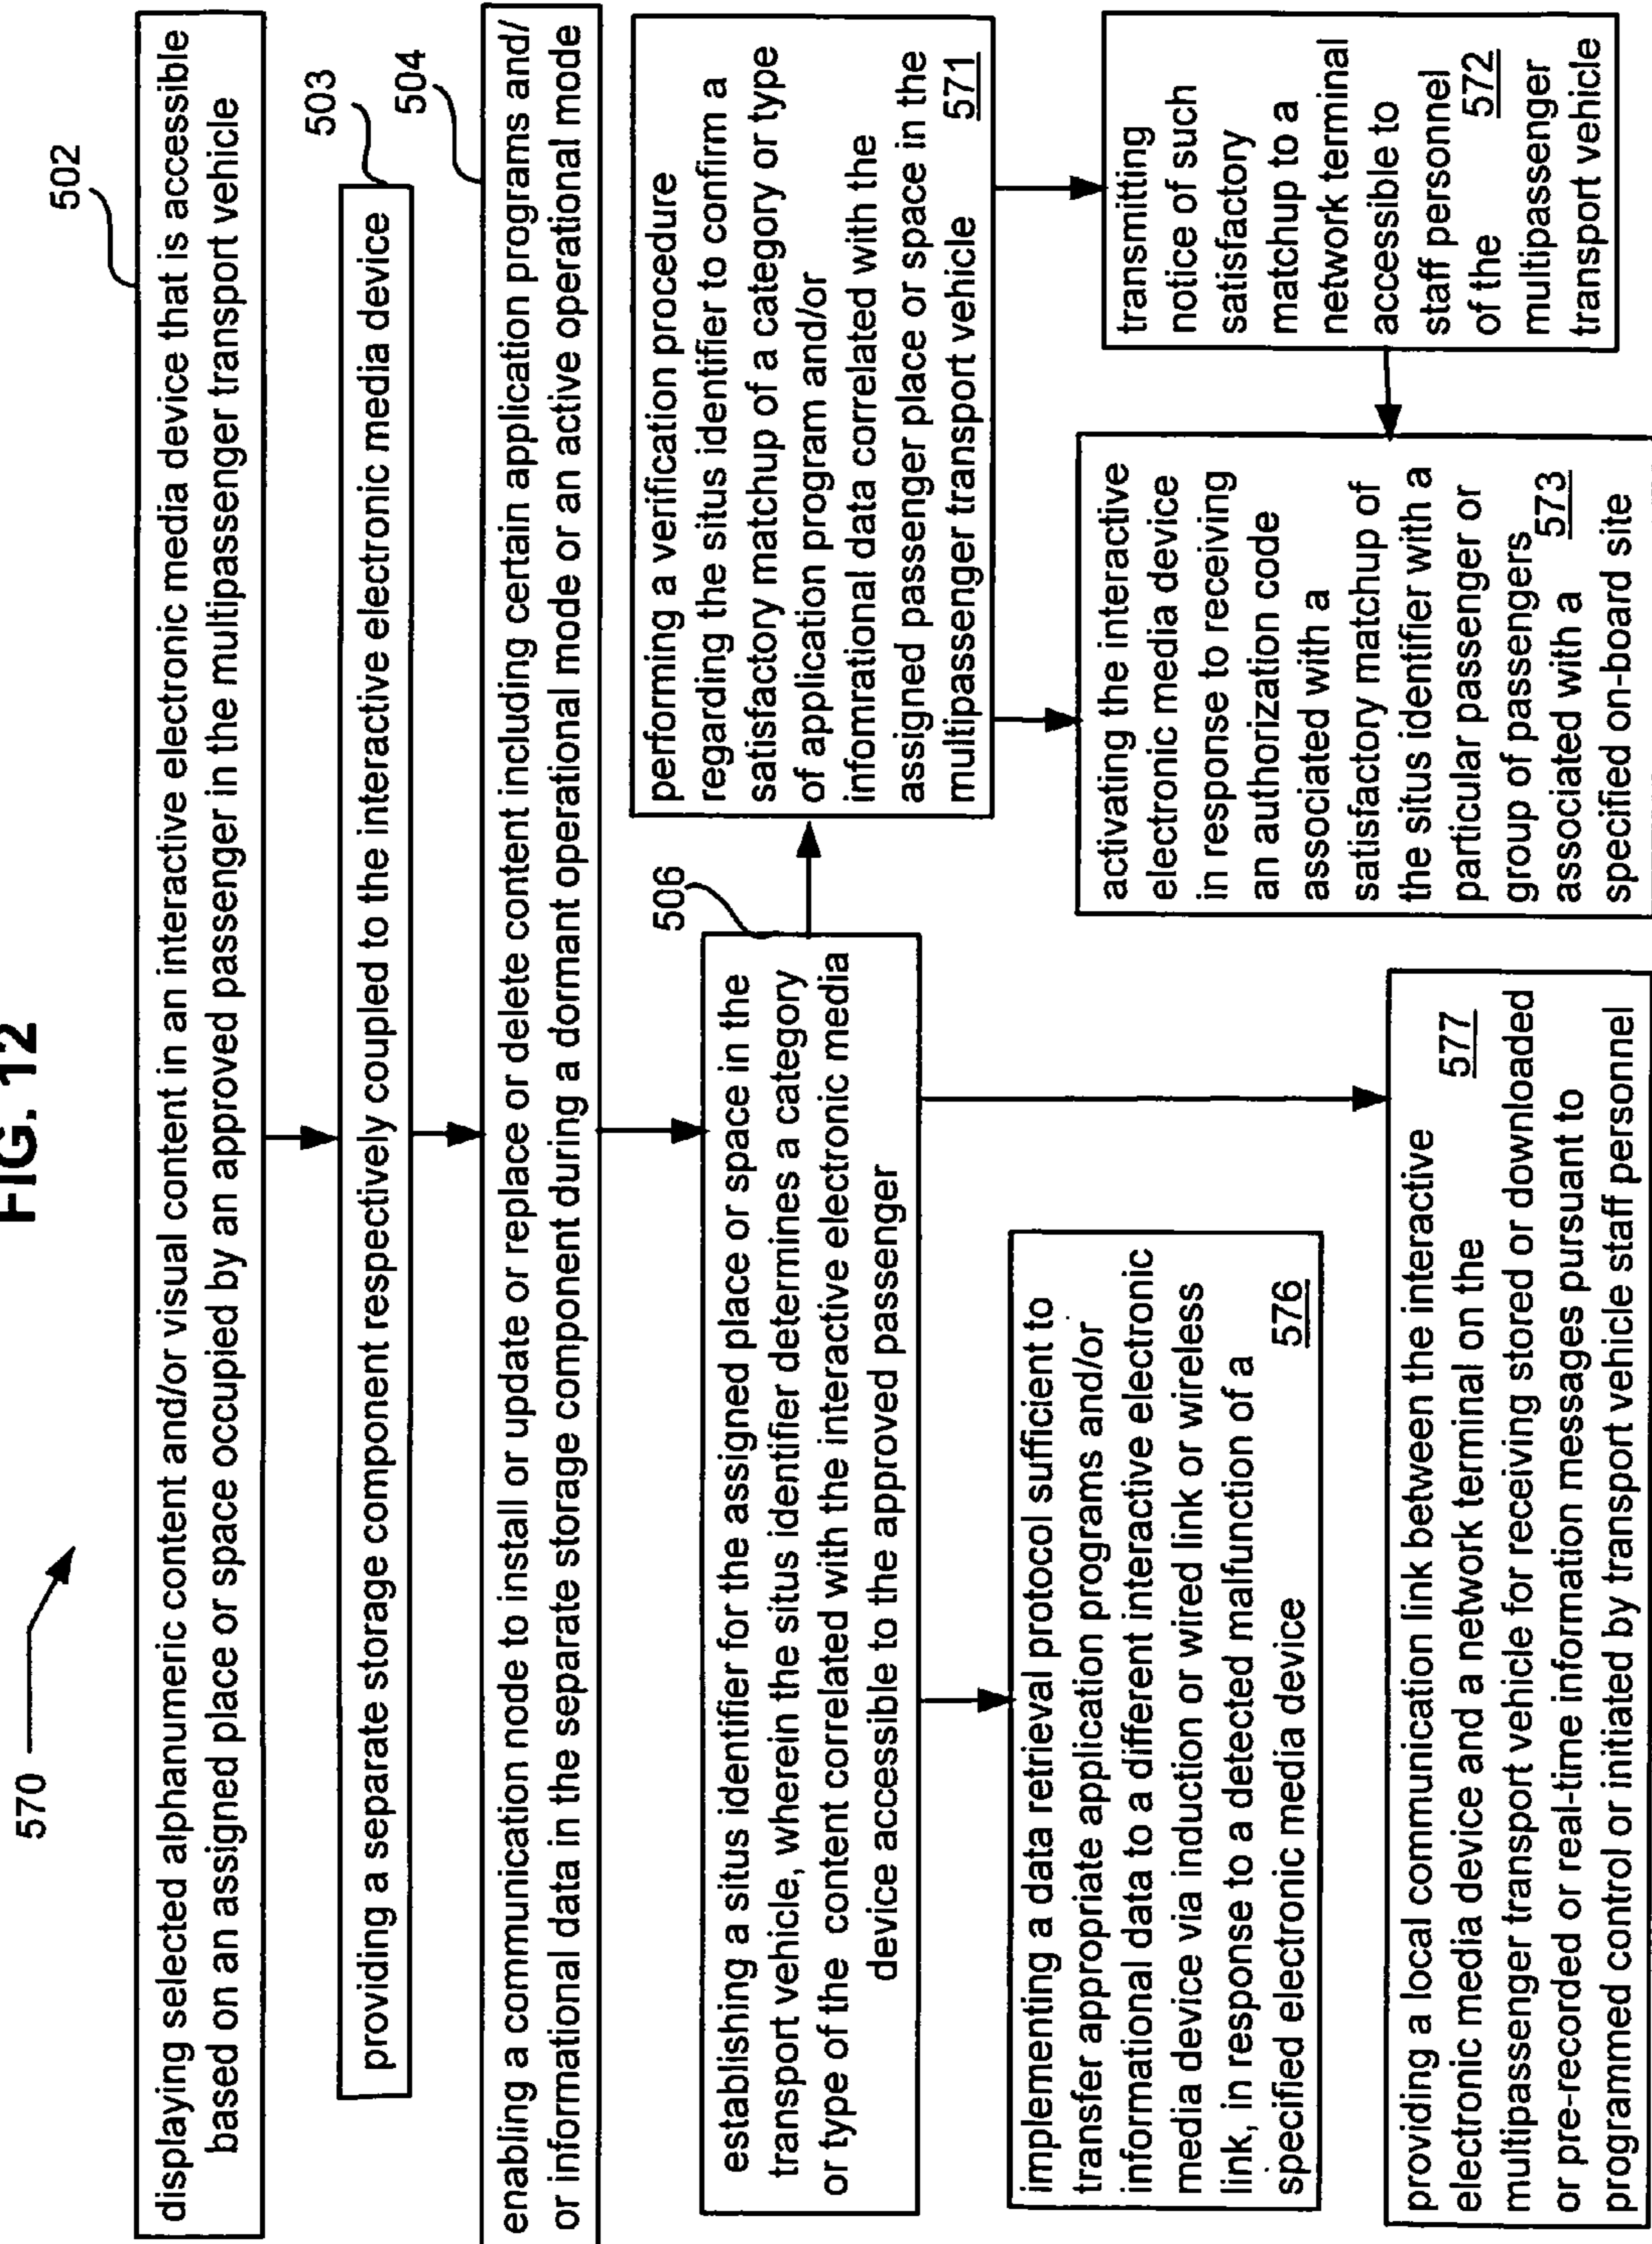 FIG. 12
570
502
displaying selected alphanumeric content and/or visual content in an interactive electronic media device that is accessible
based on an assigned place or space occupied by an approved passenger in the multipassenger transport vehicle
503
providing a separate storage component respectively coupled to the interactive electronic media device
504
enabling a communication node to install or update or replace or delete content including certain application programs and/
or informational data in the separate storage component during a dormant operational mode or an active operational mode
506
establishing a situs identifier for the assigned place or space in the
transport vehicle, wherein the situs identifier determines a category
or type of the content correlated with the interactive electronic media
device accessible to the approved passenger
performing a verification procedure
regarding the situs identifier to confirm a
satisfactory matchup of a category or type
of application program and/or
infomrational data correlated with the
assigned passenger place or space in the
multipassenger transport vehicle 571
implementing a data retrieval protocol sufficient to
transfer appropriate application programs and/or
informational data to a different interactive electronic
media device via induction or wired link or wireless
link, in response to a detected malfunction of a
specified electronic media device 576
activating the interactive
electronic media device
in response to receiving
an authorization code
associated with a
satisfactory matchup of
the situs identifier with a
particular passenger or
group of passengers
associated with a 573
specified on-board site
transmitting
notice of such
satisfactory
matchup to a
network terminal
accessible to
staff personnel
of the 572
multipassenger
transport vehicle
providing a local communication link between the interactive 577
electronic media device and a network terminal on the
multipassenger transport vehicle for receiving stored or downloaded
or pre-recorded or real-time information messages pursuant to
programmed control or initiated by transport vehicle staff personnel